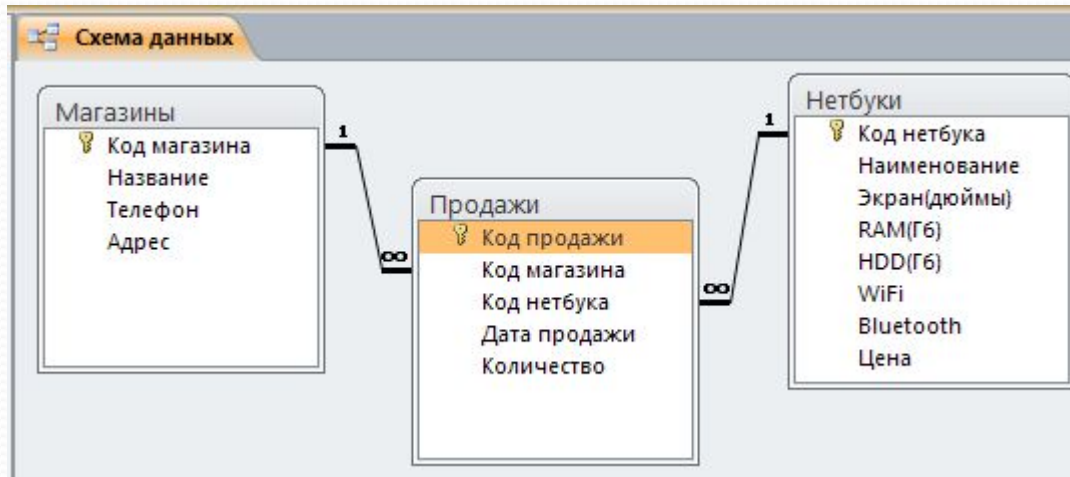 Схема данных
Магазины
Код магазина
Название
Телефон
Адрес
1
∞
Продажи
Код продажи
Код магазина
Код нетбука
Дата продажи
Количество
∞
1
Нетбуки
Код нетбука
Наименование
Экран(дюймы)
RAM(Гб)
HDD(Гб)
WiFi
Bluetooth
Цена